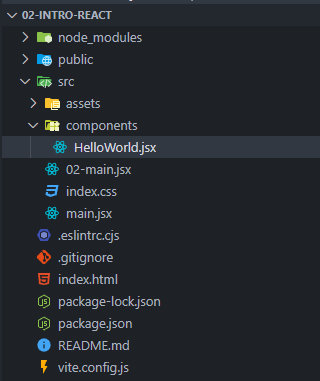 02-INTRO-REACT
node_modules
public
src
assets
components
HelloWorld.jsx
02-main.jsx
index.css
main.jsx
.eslintrc.cjs
.gitignore
index.html
package-lock.json
package.json
README.md
vite.config.js